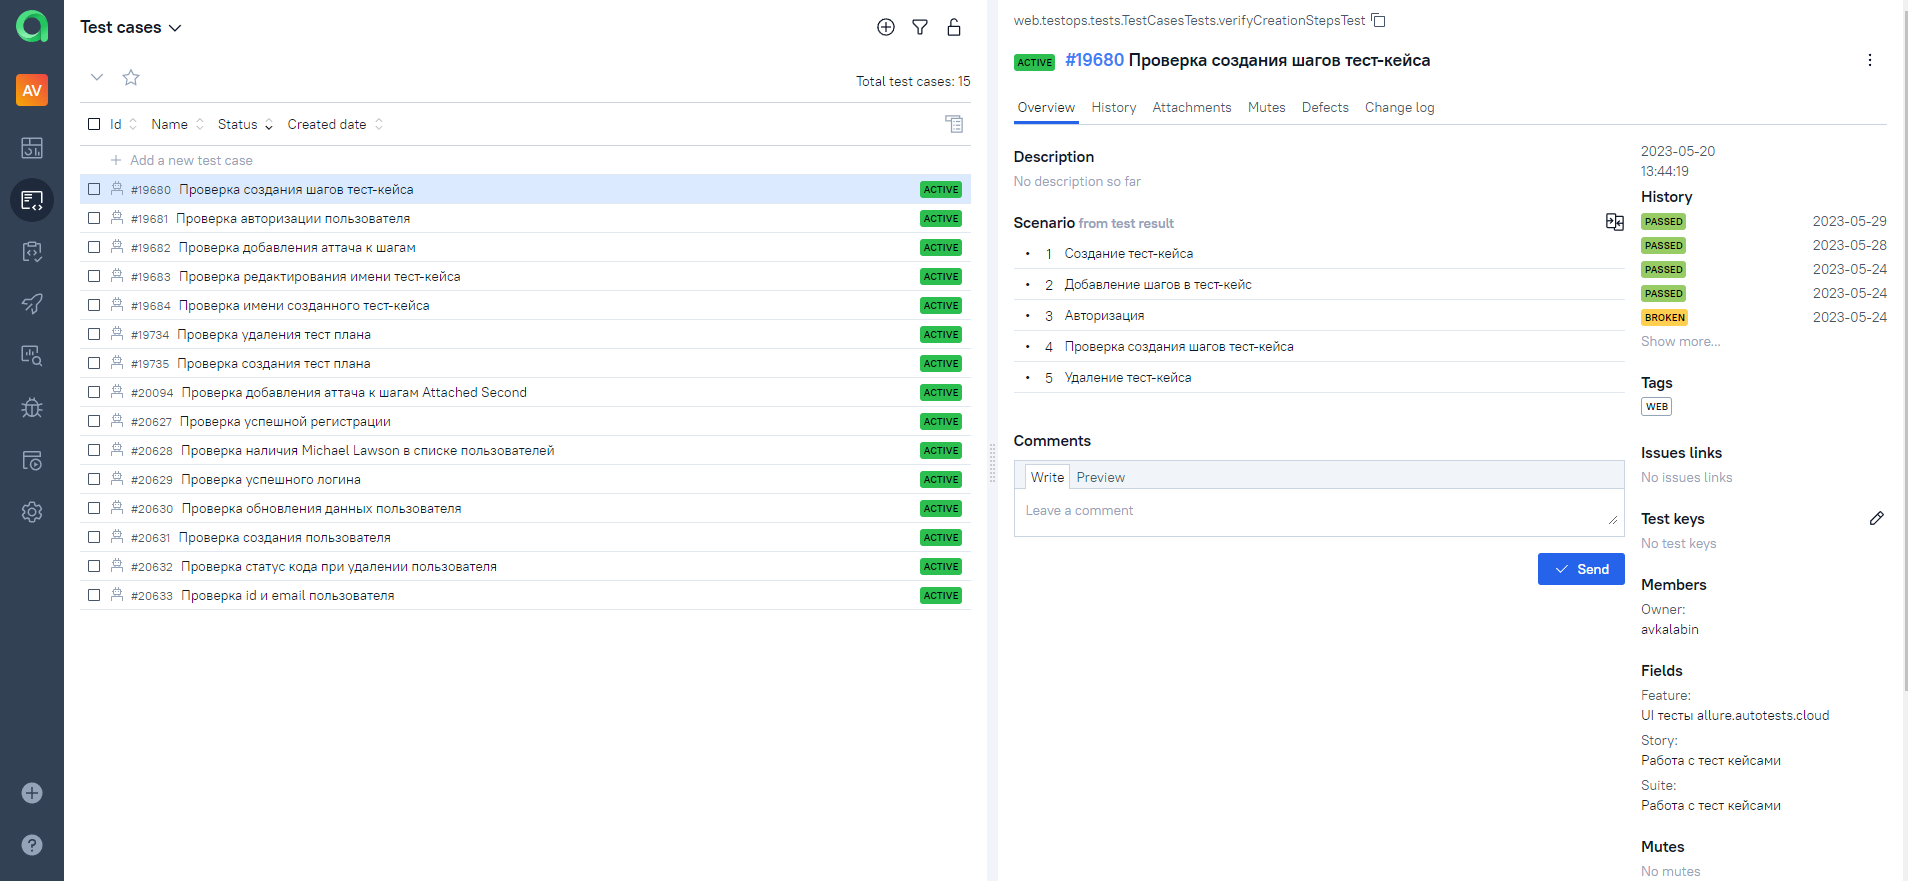 AV
Test cases
Total test cases: 15
Id Name Status Created date
Add a new test case
#19680 Проверка создания шагов тест-кейса ACTIVE
#19681 Проверка авторизации пользователя ACTIVE
#19682 Проверка добавления аттача к шагам ACTIVE
#19683 Проверка редактирования имени тест-кейса ACTIVE
#19684 Проверка имени созданного тест-кейса ACTIVE
#19734 Проверка удаления тест плана ACTIVE
#19735 Проверка создания тест плана ACTIVE
#20094 Проверка добавления аттача к шагам Attached Second ACTIVE
#20627 Проверка успешной регистрации ACTIVE
#20628 Проверка наличия Michael Lawson в списке пользователей ACTIVE
#20629 Проверка успешного логина ACTIVE
#20630 Проверка обновления данных пользователя ACTIVE
#20631 Проверка создания пользователя ACTIVE
#20632 Проверка статус кода при удалении пользователя ACTIVE
#20633 Проверка id и email пользователя ACTIVE
web.testops.tests.TestCasesTests.verifyCreationStepsTest
ACTIVE #19680 Проверка создания шагов тест-кейса
Overview History Attachments Mutes Defects Change log
Description
No description so far
Scenario from test result
1 Создание тест-кейса
2 Добавление шагов в тест-кейс
3 Авторизация
4 Проверка создания шагов тест-кейса
5 Удаление тест-кейса
Comments
Write Preview
Leave a comment
Send
2023-05-20
13:44:19
History
PASSED 2023-05-29
PASSED 2023-05-28
PASSED 2023-05-24
PASSED 2023-05-24
BROKEN 2023-05-24
Show more...
Tags
WEB
Issues links
No issues links
Test keys
No test keys
Members
Owner:
avkalabin
Fields
Feature:
UI тесты allure.autotests.cloud
Story:
Работа с тест кейсами
Suite:
Работа с тест кейсами
Mutes
No mutes